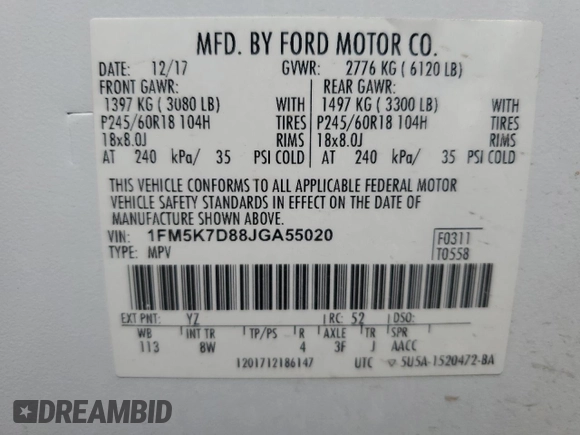 MFD. BY FORD MOTOR CO.
DATE: 12/17 GVWR: 2776 KG ( 6120 LB)
FRONT GAWR: REAR GAWR:
1397 KG ( 3080 LB) WITH 1497 KG ( 3300 LB) WITH
P245/60R18 104H TIRES P245/60R18 104H TIRES
18x8.0J RIMS 18x8.0J RIMS
AT 240 kPa/ 35 PSI COLD AT 240 kPa/ 35 PSI COLD
THIS VEHICLE CONFORMS TO ALL APPLICABLE FEDERAL MOTOR
VEHICLE SAFETY STANDARDS IN EFFECT ON THE DATE OF
MANUFACTURE SHOWN ABOVE.
VIN: 1FM5K7D88JGA55020 F0311
TYPE: MPV T0558
EXT PNT: YZ RC: 52 DSO:
WB INT TR TP/PS R AXLE TR SPR
113 8W 4 3F J AACC
1201712186147 UTC 5U5A-1520472-BA
DREAMBID
DREAMBID.COM